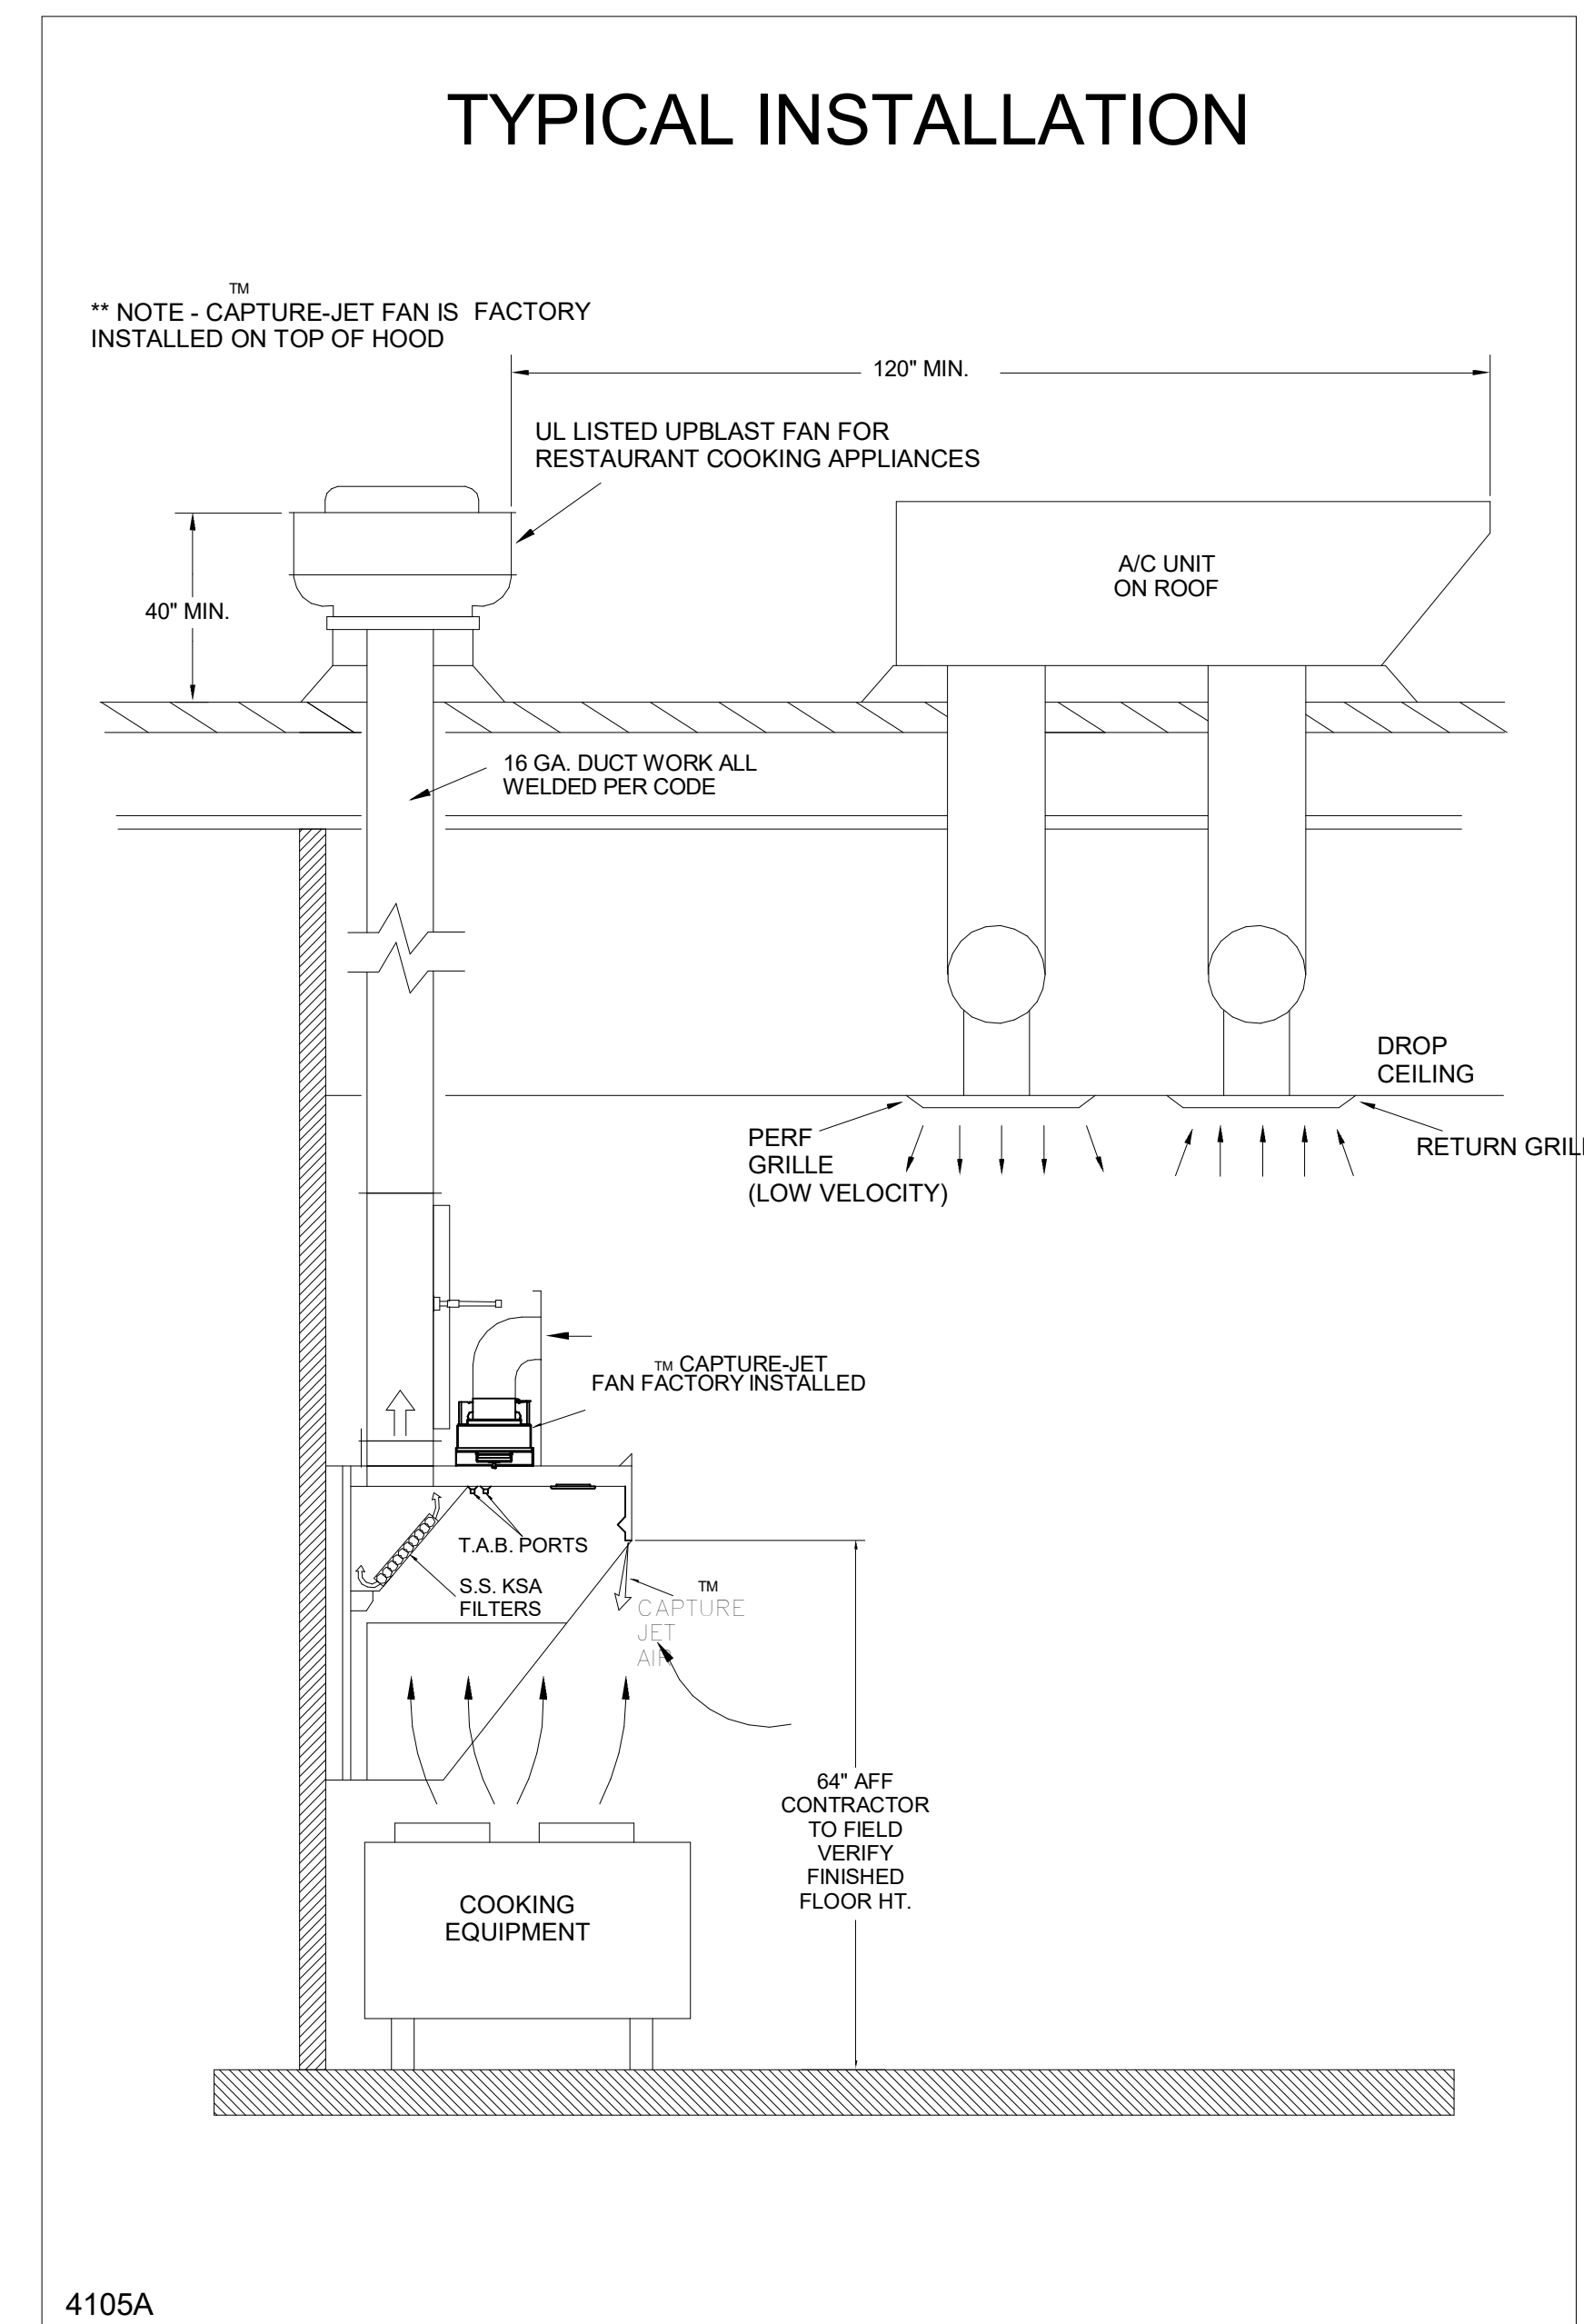 TYPICAL INSTALLATION
TM
** NOTE - CAPTURE-JET FAN IS FACTORY
INSTALLED ON TOP OF HOOD
120" MIN.
UL LISTED UPBLAST FAN FOR
RESTAURANT COOKING APPLIANCES
A/C UNIT
ON ROOF
40" MIN.
16 GA. DUCT WORK ALL
WELDED PER CODE
DROP
CEILING
PERF
GRILLE
(LOW VELOCITY)
RETURN GRILL
TM CAPTURE-JET
FAN FACTORY INSTALLED
T.A.B. PORTS
S.S. KSA
FILTERS
TM
CAPTURE
JET
AIR
64" AFF
CONTRACTOR
TO FIELD
VERIFY
FINISHED
FLOOR HT.
COOKING
EQUIPMENT
4105A